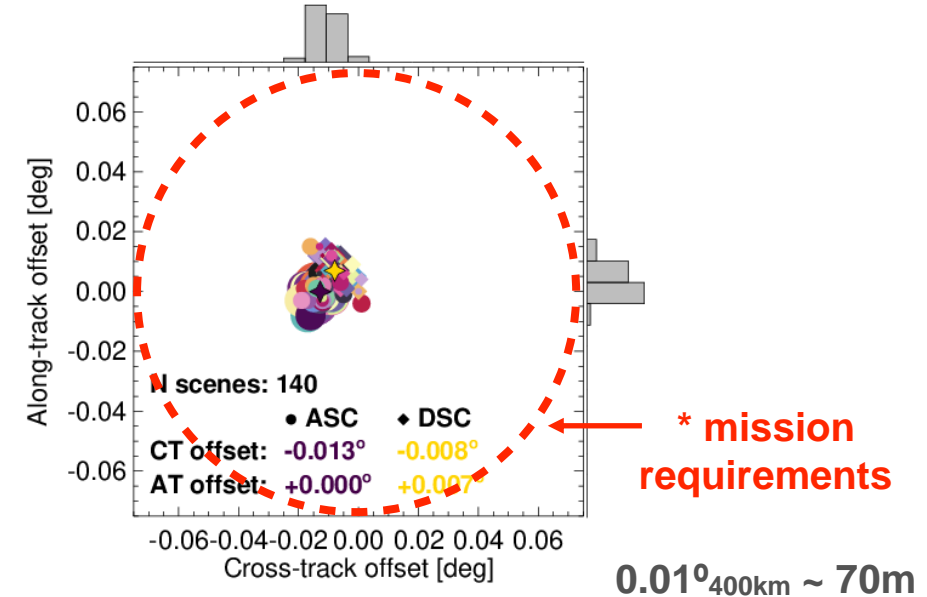 0.06
0.04
0.02
0.00
-0.02
-0.04
-0.06
Along-track offset [deg]
N scenes: 140
● ASC ◆ DSC
CT offset: -0.013° -0.008°
AT offset: +0.000° +0.007°
-0.06 -0.04 -0.02 0.00 0.02 0.04 0.06
Cross-track offset [deg]
* mission
requirements
0.01º400km ~ 70m